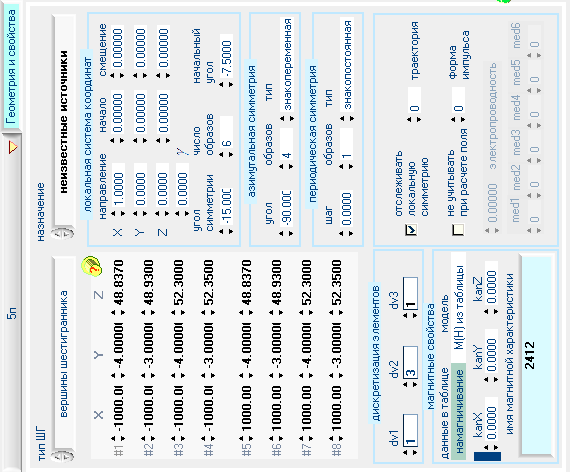 5п
Геометрия и свойства
тип ШГ
вершины шестигранника
X Y Z
#1 -1000.0( -4.0000( 48.8370
#2 -1000.0( -3.0000( 48.9300
#3 -1000.0( -4.0000( 52.3000
#4 -1000.0( -3.0000( 52.3500
#5 -1000.00 -4.0000( 48.8370
#6 -1000.00 -3.0000( 48.9300
#7 -1000.00 -4.0000( 52.3000
#8 -1000.00 -3.0000( 52.3500
дискретизация элементов
dv1 dv2 dv3
1 3 1
магнитные свойства
данные в таблице модель
намагничивание M(H) из таблицы
kanX kanY kanZ
0.0000 0.0000 0.0000
имя магнитной характеристики
2412
назначение
неизвестные источники
локальная система координат
направление начало смещение
X 1.0000 0.00000 0.00000
Y 0.0000 0.00000 0.00000
Z 0.0000 0.00000 0.00000
0.0000 γ
угол симметрии
число образов
начальный угол
-15.000 6 -7.5000
азимутальная симметрия
угол образов тип
-90.000 4 знакопеременная
периодическая симметрия
шаг образов тип
0.0000 1 знакопостоянная
отслеживать локальную симметрию
0 траектория
не учитывать при расчете поля
0 форма импульса
0.00000 электропроводность
med1 med2 med3 med4 med5 med6
0 0 0 0 0 0